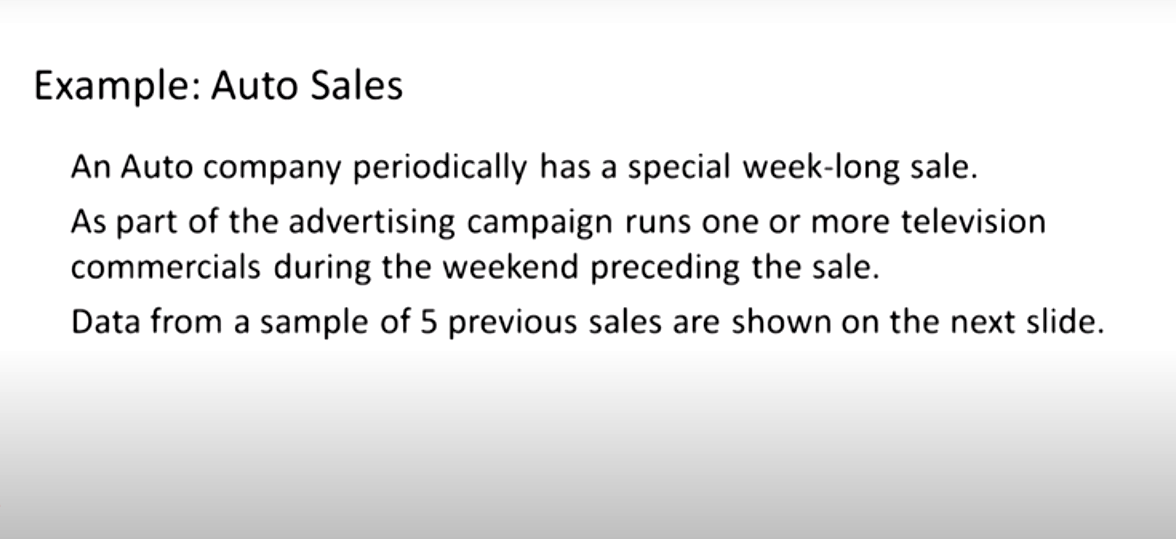 Example: Auto Sales
An Auto company periodically has a special week-long sale.
As part of the advertising campaign runs one or more television
commercials during the weekend preceding the sale.
Data from a sample of 5 previous sales are shown on the next slide.